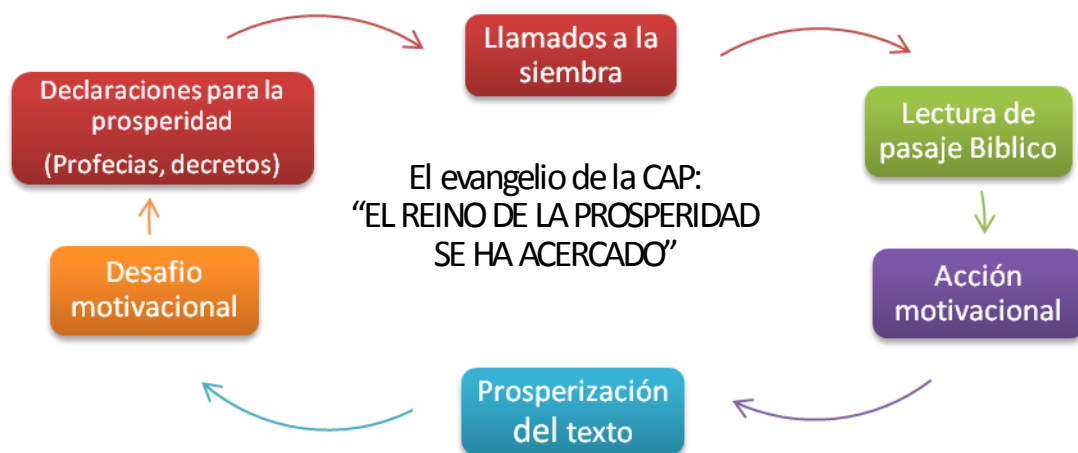 Llamados a la
siembra
Declaraciones para la
prosperidad
(Profecias, decretos)
Lectura de
pasaje Biblico
El evangelio de la CAP:
“EL REINO DE LA PROSPERIDAD
SE HA ACERCADO”
Desafio
motivacional
Acción
motivacional
Prosperización
del texto